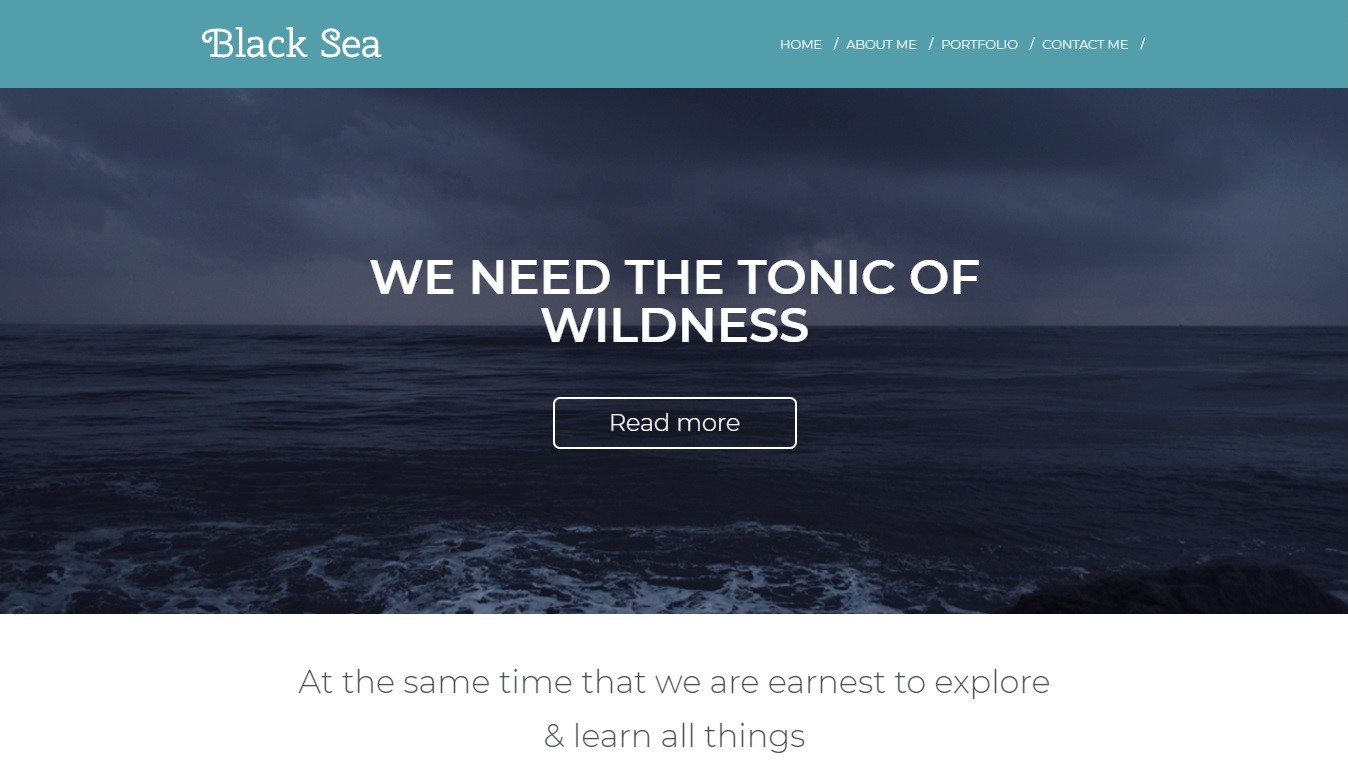 Black Sea
HOME / ABOUT ME / PORTFOLIO / CONTACT ME /
WE NEED THE TONIC OF
WILDNESS
Read more
At the same time that we are earnest to explore
& learn all things